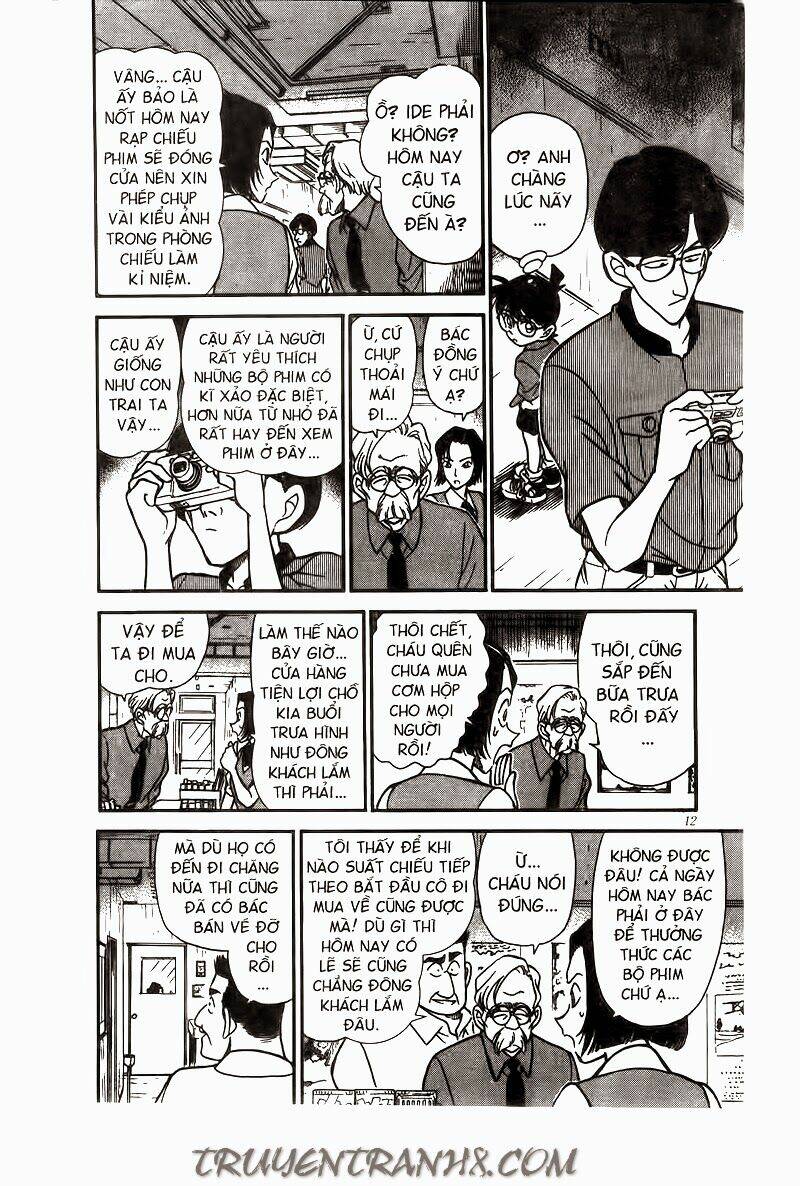 Ơ? ANH
CHÀNG
LÚC NÃY
...
Ồ? IDE PHẢI
KHÔNG?
HÔM NAY
CẬU TA
CŨNG
ĐẾN À?
VÂNG... CẬU
ẤY BẢO LÀ
NỐT HÔM NAY
RẠP CHIẾU
PHIM SẼ ĐÓNG
CỬA NÊN XIN
PHÉP CHỤP
VÀI KIỂU ẢNH
TRONG PHÒNG
CHIẾU LÀM
KỈ NIỆM.
BÁC
ĐỒNG
Ý CHỨ
Ạ?
Ừ, CỨ
CHỤP
THOẢI
MÁI
ĐI...
CẬU ẤY LÀ NGƯỜI
RẤT YÊU THÍCH
NHỮNG BỘ PHIM CÓ
KĨ XẢO ĐẶC BIỆT,
HƠN NỮA TỪ NHỎ ĐÃ
RẤT HAY ĐẾN XEM
PHIM Ở ĐÂY...
CẬU ẤY
GIỐNG
NHƯ CON
TRAI TA
VẬY...
THÔI, CŨNG
SẮP ĐẾN
BỮA TRƯA
RỒI ĐẤY
...
THÔI CHẾT,
CHÁU QUÊN
CHƯA MUA
CƠM HỘP
CHO MỌI
NGƯỜI
RỒI!
LÀM THẾ NÀO
BÂY GIỜ...
CỬA HÀNG
TIỆN LỢI CHỖ
KIA BUỔI
TRƯA HÌNH
NHƯ ĐÔNG
KHÁCH LẮM
THÌ PHẢI...
VẬY ĐỂ
TA ĐI MUA
CHO.
12
KHÔNG ĐƯỢC
ĐÂU! CẢ NGÀY
HÔM NAY BÁC
PHẢI Ở ĐÂY
ĐỂ THƯỞNG
THỨC CÁC
BỘ PHIM
CHỨ Ạ...
Ừ...
CHÁU NÓI
ĐÚNG...
TÔI THẤY ĐỂ KHI
NÀO SUẤT CHIẾU TIẾP
THEO BẮT ĐẦU CÔ ĐI
MUA VỀ CŨNG ĐƯỢC
MÀ! DÙ GÌ THÌ
HÔM NAY CÓ
LẼ SẼ CŨNG
CHẲNG ĐÔNG
KHÁCH LẮM
ĐÂU.
MÀ DÙ HỌ CÓ
ĐẾN ĐI CHĂNG
NỮA THÌ CŨNG
ĐÃ CÓ BÁC
BÁN VÉ ĐỠ
CHO RỒI
...
TRUYENTRANH8.COM